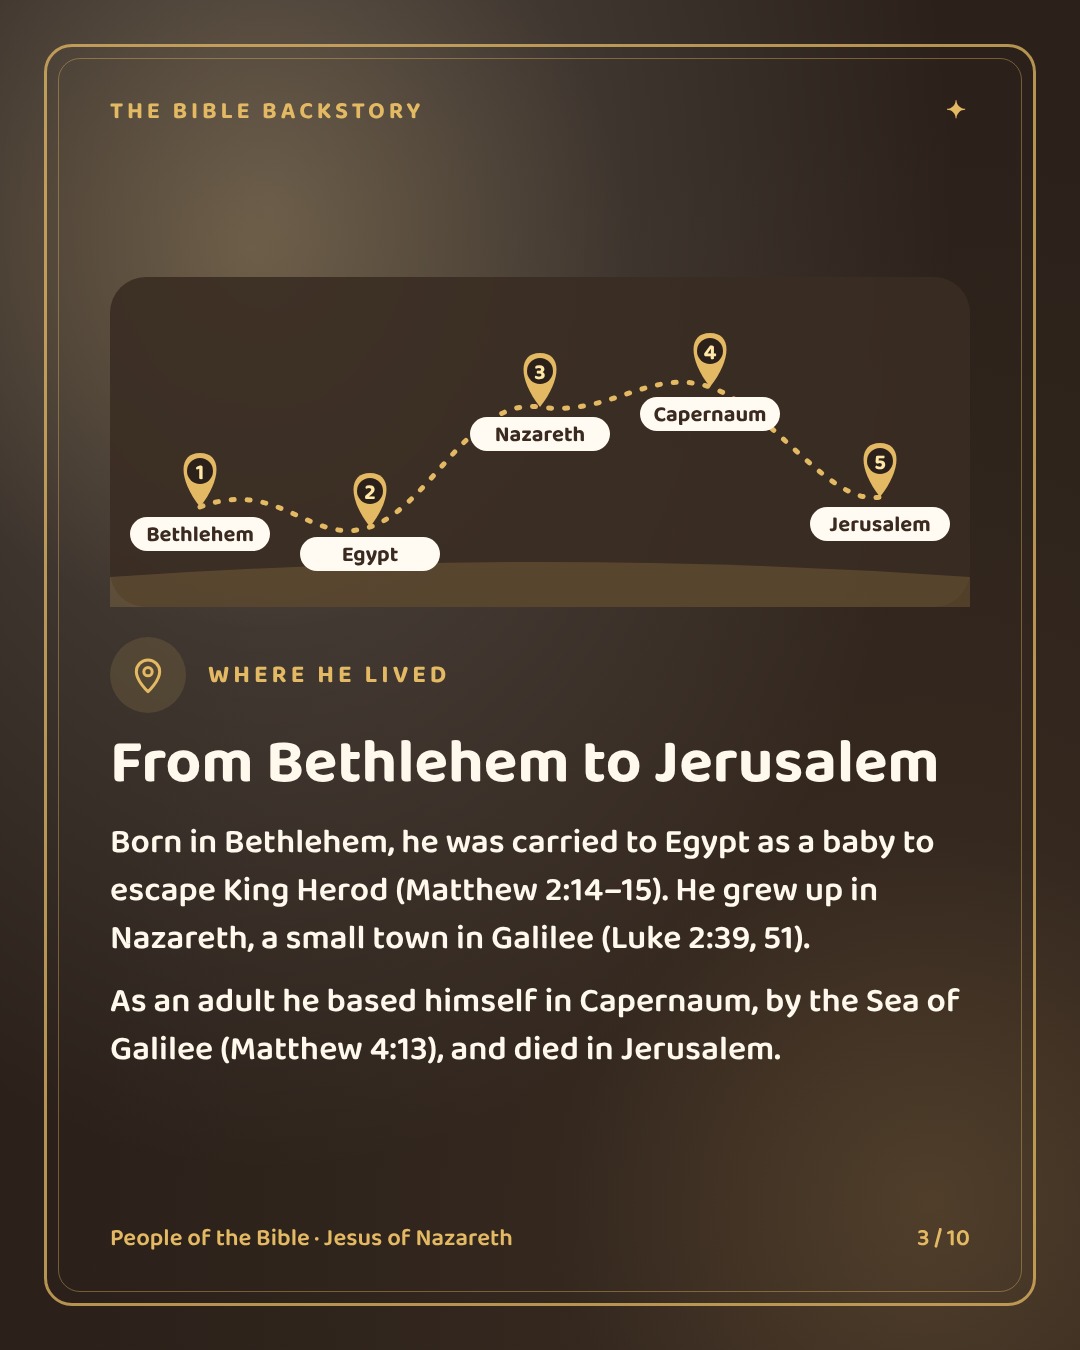 THE BIBLE BACKSTORY
1
2
3
4
5
Bethlehem
Egypt
Nazareth
Capernaum
Jerusalem
WHERE HE LIVED
From Bethlehem to Jerusalem
Born in Bethlehem, he was carried to Egypt as a baby to
escape King Herod (Matthew 2:14–15). He grew up in
Nazareth, a small town in Galilee (Luke 2:39, 51).
As an adult he based himself in Capernaum, by the Sea of
Galilee (Matthew 4:13), and died in Jerusalem.
People of the Bible · Jesus of Nazareth
3 / 10